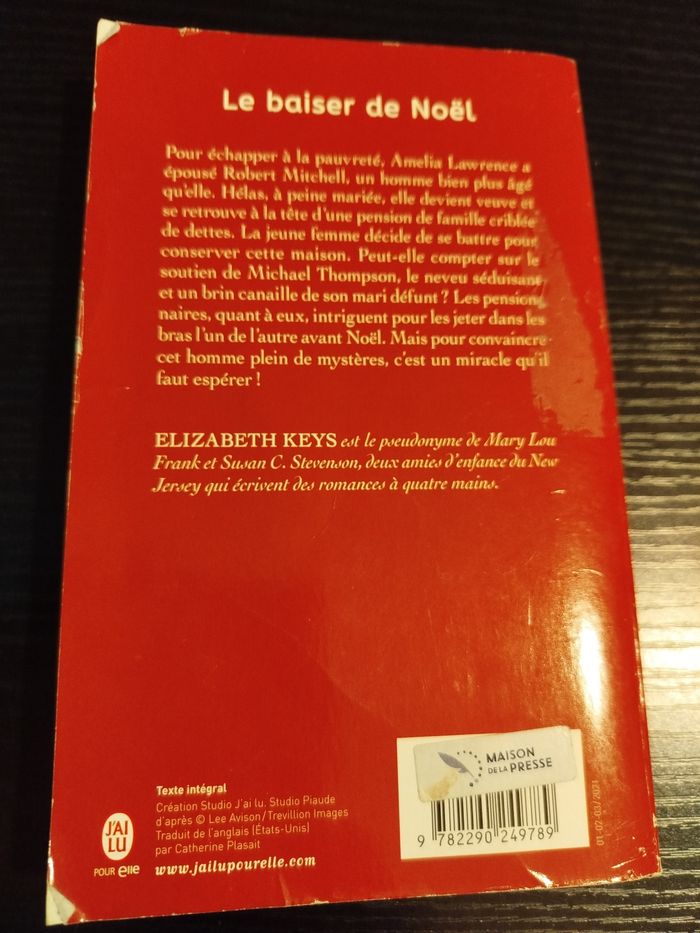 Le baiser de Noël
Pour échapper à la pauvreté, Amelia Lawrence a
épousé Robert Mitchell, un homme bien plus âgé
qu'elle. Hélas, à peine mariée, elle devient veuve et
se retrouve à la tête d'une pension de famille criblée
de dettes. La jeune femme décide de se battre pour
conserver cette maison. Peut-elle compter sur le
soutien de Michael Thompson, le neveu séduisant
et un brin canaille de son mari défunt ? Les pension-
naires, quant à eux, intriguent pour les jeter dans les
bras l'un de l'autre avant Noël. Mais pour convaincre
cet homme plein de mystères, c'est un miracle qu'il
faut espérer !
ELIZABETH KEYS est le pseudonyme de Mary Lou
Frank et Susan C. Stevenson, deux amies d'enfance du New
Jersey qui écrivent des romances à quatre mains.
MAISON
DE LA PRESSE
9 782290 249789
01-02-03/2021
Texte intégral
Création Studio J'ai lu. Studio Piaude
d'après © Lee Avison / Trevillion Images
Traduit de l'anglais (États-Unis)
par Catherine Plasait
www.jailupourelle.com
J'AI
LU
POUR elle